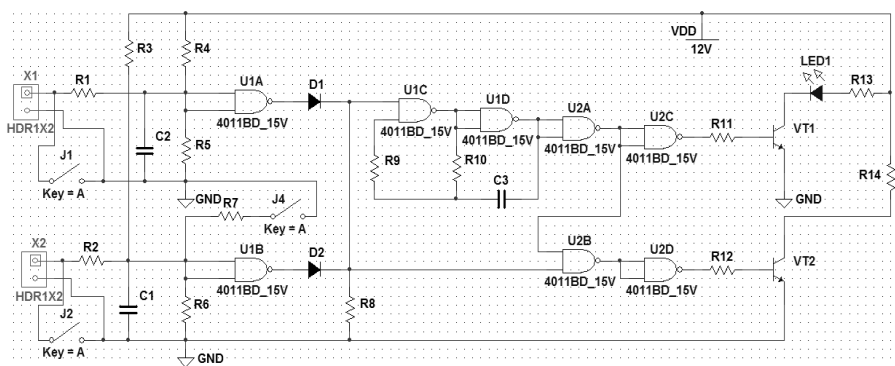 VDD
12V
R3
R4
LED1
X1
R1
U1A
D1
U1C
U1D
U2A
U2C
R13
HDR1X2
4011BD_15V
4011BD_15V
4011BD_15V
4011BD_15V
4011BD_15V
R11
VT1
C2
R5
R9
R10
C3
R14
J1
Key = A
GND
R7
J4
Key = A
GND
X2
R2
U1B
D2
U2B
U2D
R12
VT2
HDR1X2
4011BD_15V
4011BD_15V
4011BD_15V
C1
R6
R8
J2
Key = A
GND